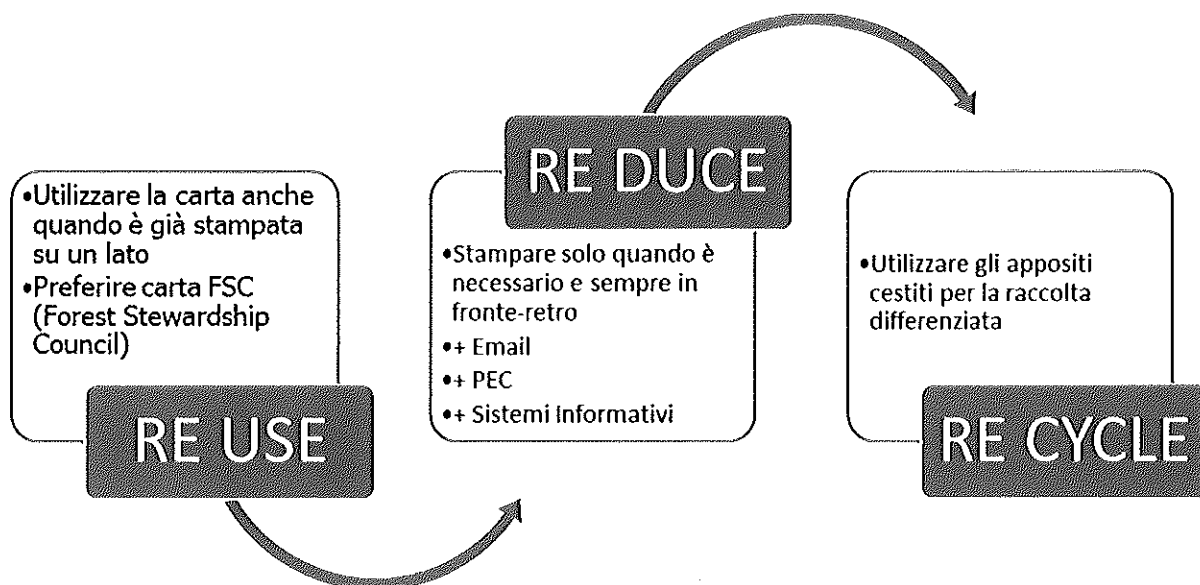 •Utilizzare la carta anche
quando è già stampata
su un lato
•Preferire carta FSC
(Forest Stewardship
Council)
RE USE
RE DUCE
•Stampare solo quando è
necessario e sempre in
fronte-retro
•+ Email
•+ PEC
•+ Sistemi Informativi
•Utilizzare gli appositi
cestiti per la raccolta
differenziata
RE CYCLE